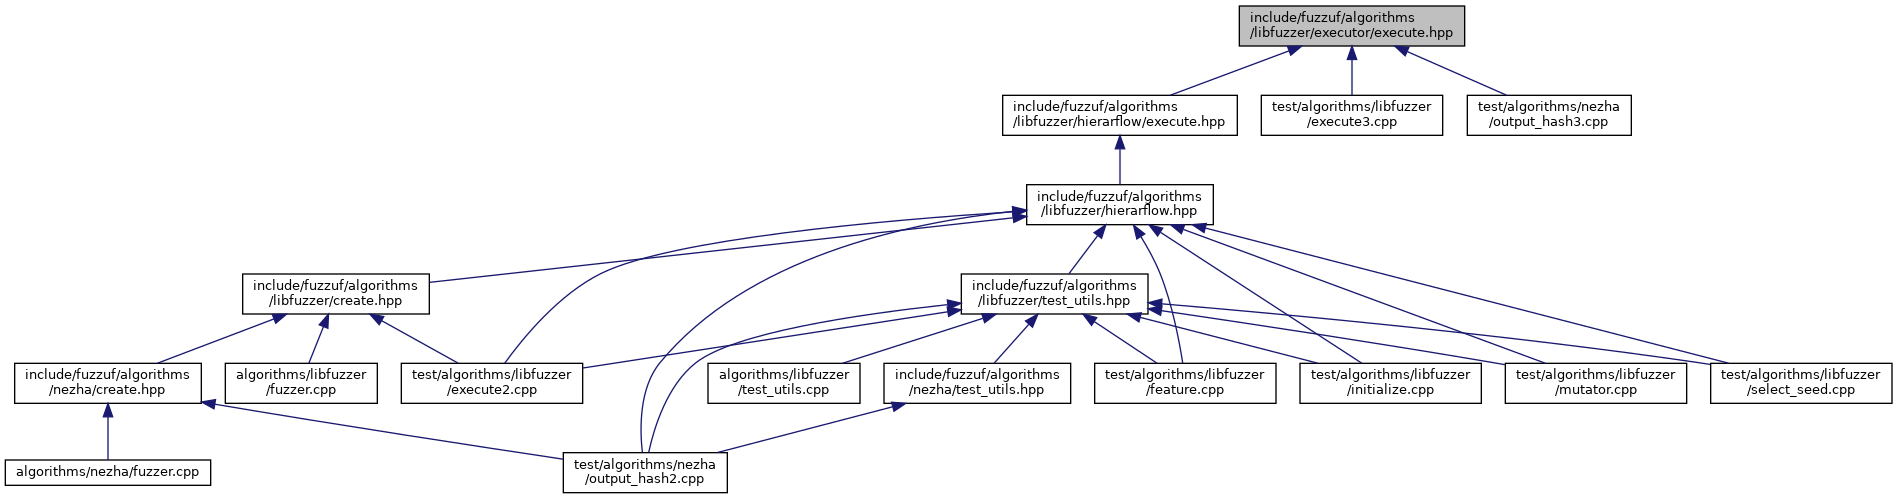 include/fuzzuf/algorithms
/libfuzzer/executor/execute.hpp
include/fuzzuf/algorithms
/libfuzzer/hierarflow/execute.hpp
test/algorithms/libfuzzer
/execute3.cpp
test/algorithms/nezha
/output_hash3.cpp
include/fuzzuf/algorithms
/libfuzzer/hierarflow.hpp
include/fuzzuf/algorithms
/libfuzzer/create.hpp
include/fuzzuf/algorithms
/libfuzzer/test_utils.hpp
include/fuzzuf/algorithms
/nezha/create.hpp
algorithms/libfuzzer
/fuzzer.cpp
test/algorithms/libfuzzer
/execute2.cpp
algorithms/libfuzzer
/test_utils.cpp
include/fuzzuf/algorithms
/nezha/test_utils.hpp
test/algorithms/libfuzzer
/feature.cpp
test/algorithms/libfuzzer
/initialize.cpp
test/algorithms/libfuzzer
/mutator.cpp
test/algorithms/libfuzzer
/select_seed.cpp
algorithms/nezha/fuzzer.cpp
test/algorithms/nezha
/output_hash2.cpp